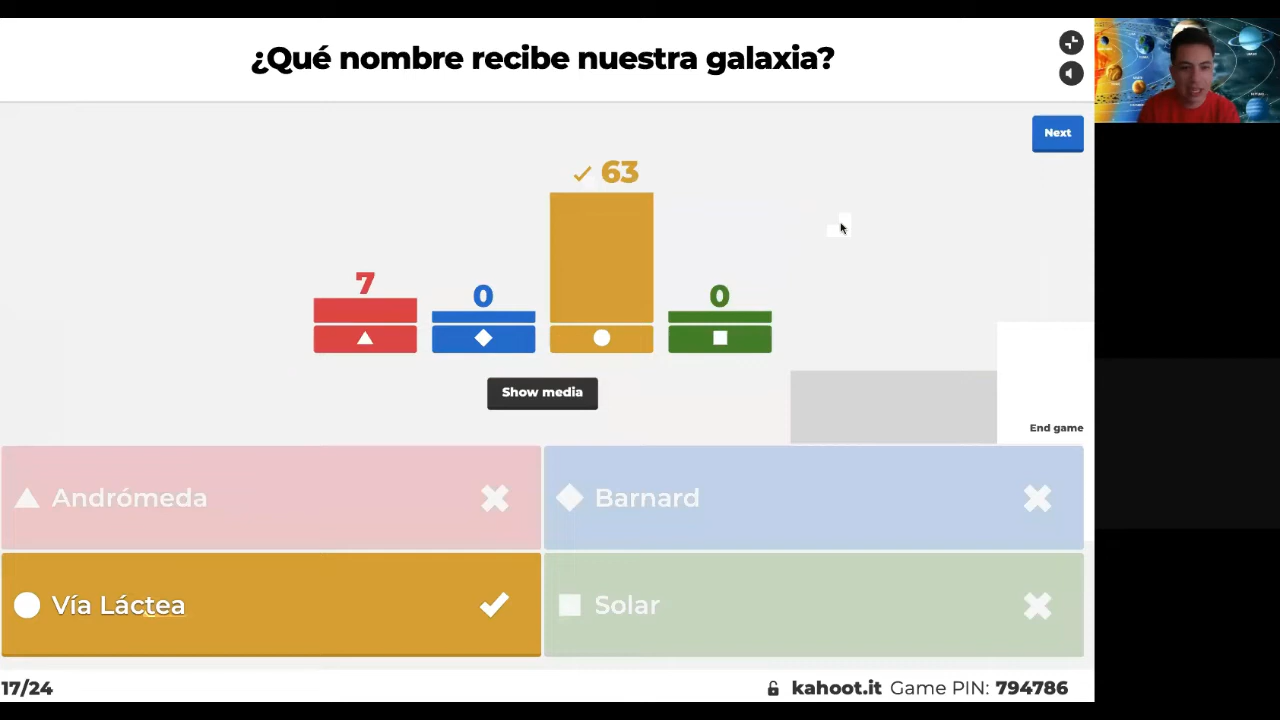 ¿Qué nombre recibe nuestra galaxia?
Next
63
7
0
0
Show media
End game
Andrómeda
Barnard
Vía Láctea
Solar
17/24
kahoot.it Game PIN: 794786